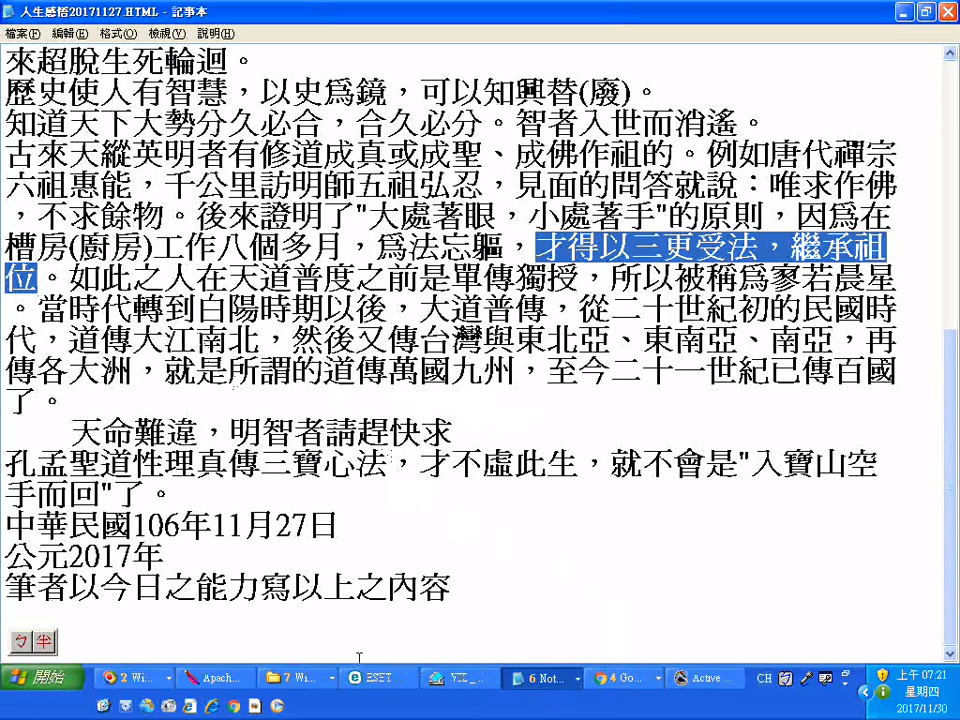 人生感悟20171127.HTML - 記事本
檔案(F) 編輯(E) 格式(O) 檢視(V) 說明(H)
來超脫生死輪迴。
歷史使人有智慧，以史爲鏡，可以知興替(廢)。
知道天下大勢分久必合，合久必分。智者入世而消遙。
古來天縱英明者有修道成真或成聖、成佛作祖的。例如唐代禪宗
六祖惠能，千公里訪明師五祖弘忍，見面的問答就說：唯求作佛
，不求餘物。後來證明了"大處著眼，小處著手"的原則，因爲在
槽房(廚房)工作八個多月，爲法忘軀，才得以三更受法，繼承祖
位。如此之人在天道普度之前是單傳獨授，所以被稱爲寥若晨星
。當時代轉到白陽時期以後，大道普傳，從二十世紀初的民國時
代，道傳大江南北，然後又傳台灣與東北亞、東南亞、南亞，再
傳各大洲，就是所謂的道傳萬國九州，至今二十一世紀已傳百國
了。
天命難違，明智者請趕快求
孔孟聖道性理真傳三寶心法，才不虛此生，就不會是"入寶山空
手而回"了。
中華民國106年11月27日
公元2017年
筆者以今日之能力寫以上之內容
ㄅ半
開始 2 Wi... Apach... 7 Wi... ESET 6 Not... 4 Go... Active ... CH 上午 07:21
星期四
2017/11/30